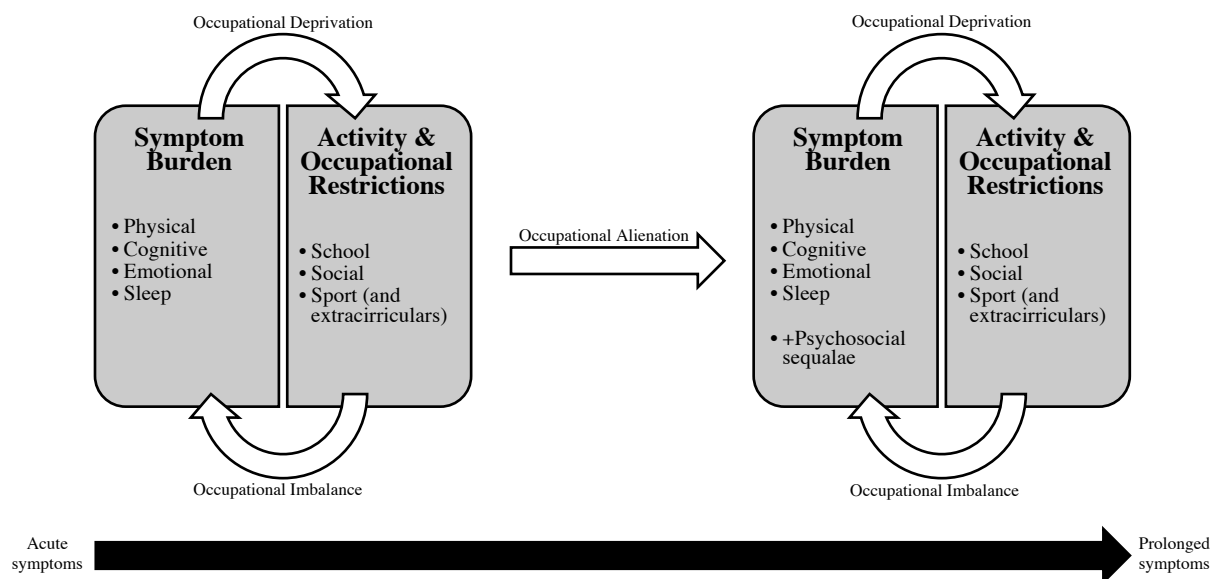 Occupational Deprivation
Symptom
Burden
• Physical
• Cognitive
• Emotional
• Sleep
Activity &
Occupational
Restrictions
• School
• Social
• Sport (and
extracirriculars)
Occupational Imbalance
Occupational Alienation
Occupational Deprivation
Symptom
Burden
• Physical
• Cognitive
• Emotional
• Sleep
• +Psychosocial
sequalae
Activity &
Occupational
Restrictions
• School
• Social
• Sport (and
extracirriculars)
Occupational Imbalance
Acute
symptoms
Prolonged
symptoms